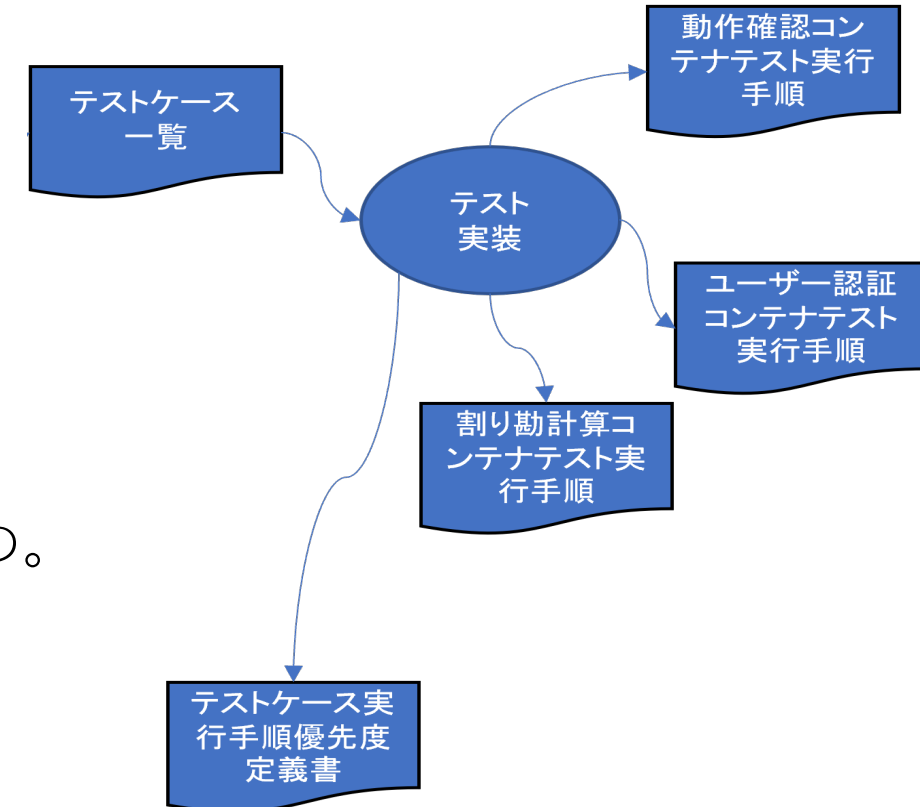 動作確認コン
テナテスト実行
手順
テストケース
一覧
テスト
実装
ユーザー認証
コンテナテスト
実行手順
割り勘計算コ
ンテナテスト実
行手順
。
テストケース実
行手順優先度
定義書